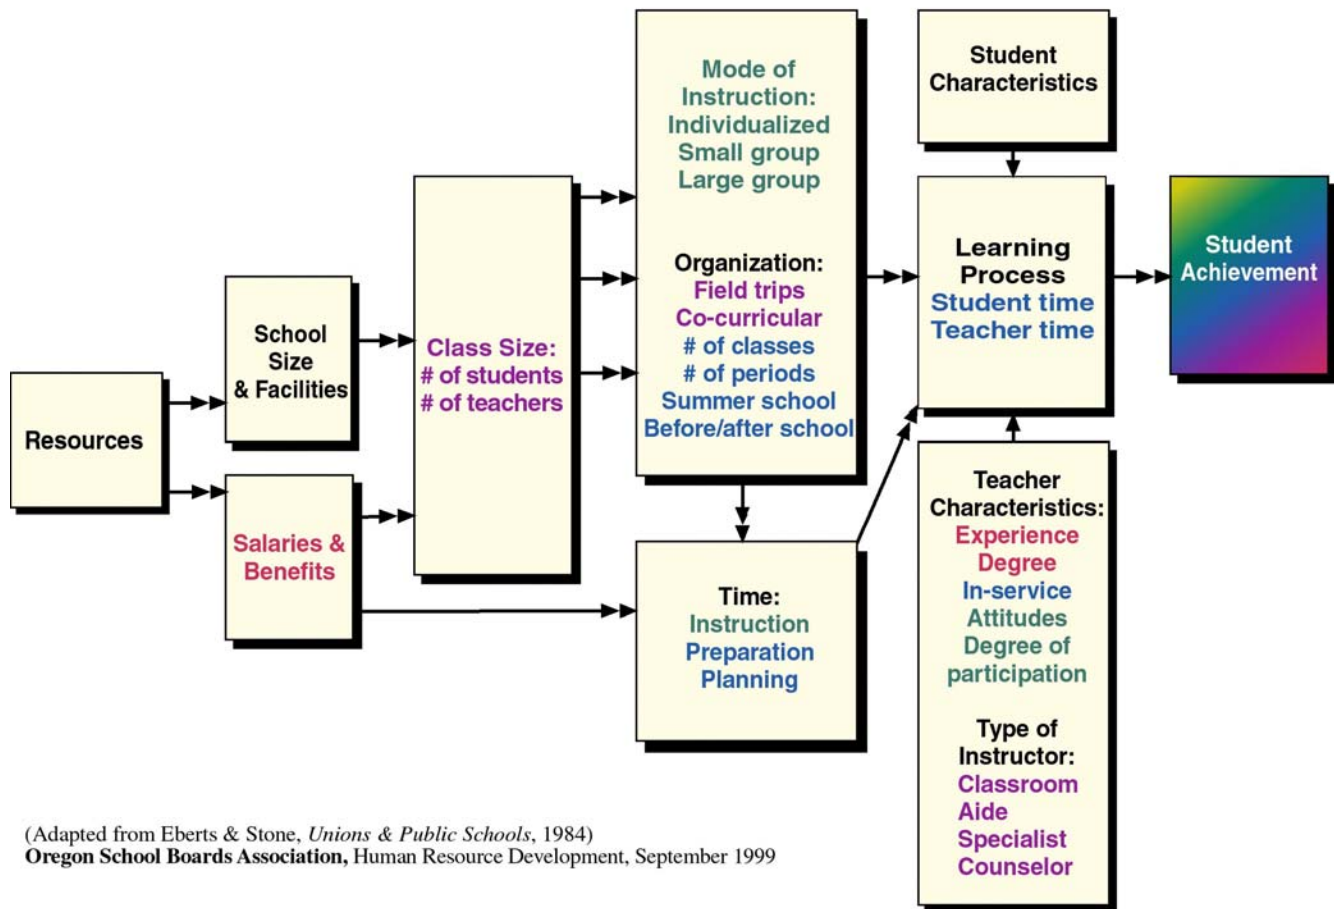 Resources
School
Size
& Facilities
Salaries &
Benefits
Class Size:
# of students
# of teachers
Mode of
Instruction:
Individualized
Small group
Large group
Organization:
Field trips
Co-curricular
# of classes
# of periods
Summer school
Before/after school
Time:
Instruction
Preparation
Planning
Student
Characteristics
Learning
Process
Student time
Teacher time
Teacher
Characteristics:
Experience
Degree
In-service
Attitudes
Degree of
participation
Type of
Instructor:
Classroom
Aide
Specialist
Counselor
Student
Achievement
(Adapted from Eberts & Stone, Unions & Public Schools, 1984)
Oregon School Boards Association, Human Resource Development, September 1999